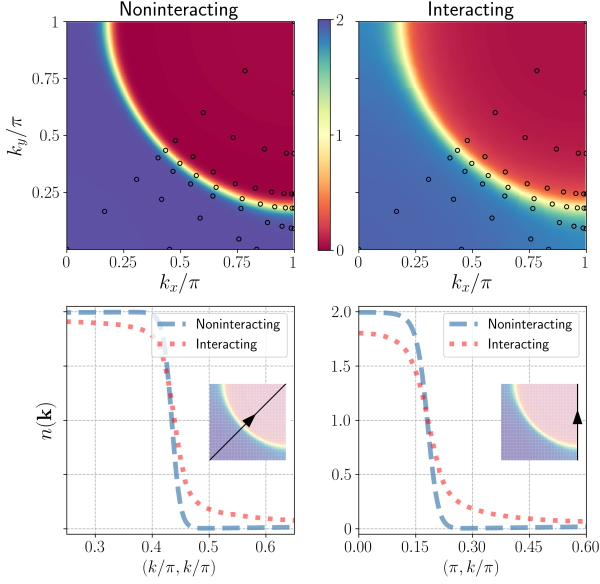 Noninteracting
Interacting
1
0.75
0.5
0.25
k_y/π
0
0.25
0.5
0.75
1
k_x/π
2
1
0
0
0.25
0.5
0.75
1
k_x/π
Noninteracting
Interacting
n(k)
0.3
0.4
0.5
0.6
(k/π, k/π)
Noninteracting
Interacting
2.0
1.5
1.0
0.5
0
0.00
0.15
0.30
0.45
0.60
(π, k/π)